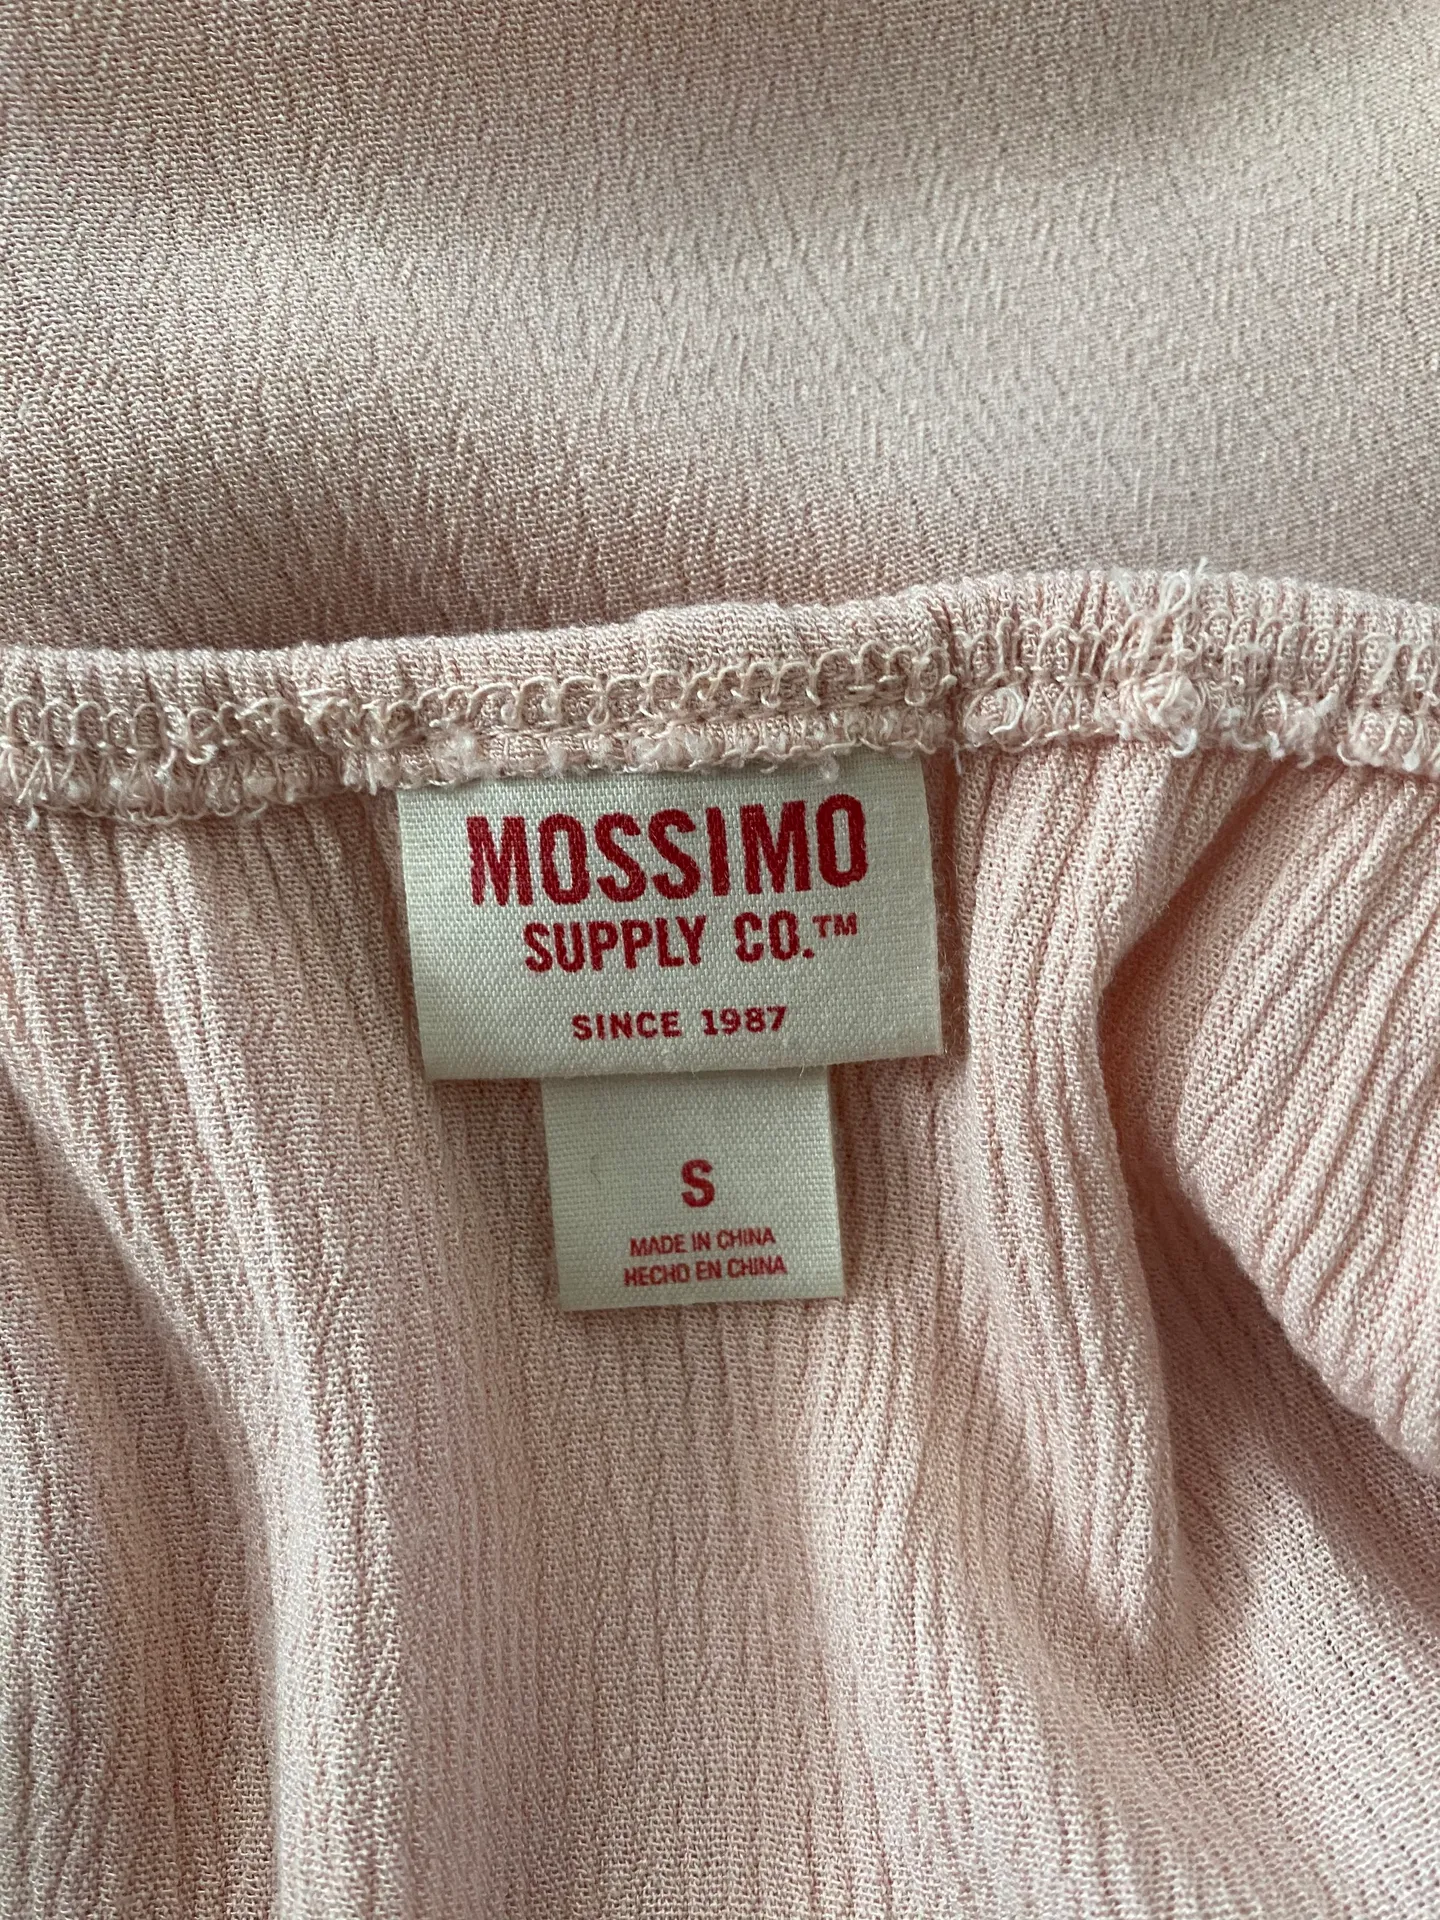 MOSSIMO
SUPPLY CO.™
SINCE 1987
S
MADE IN CHINA
HECHO EN CHINA